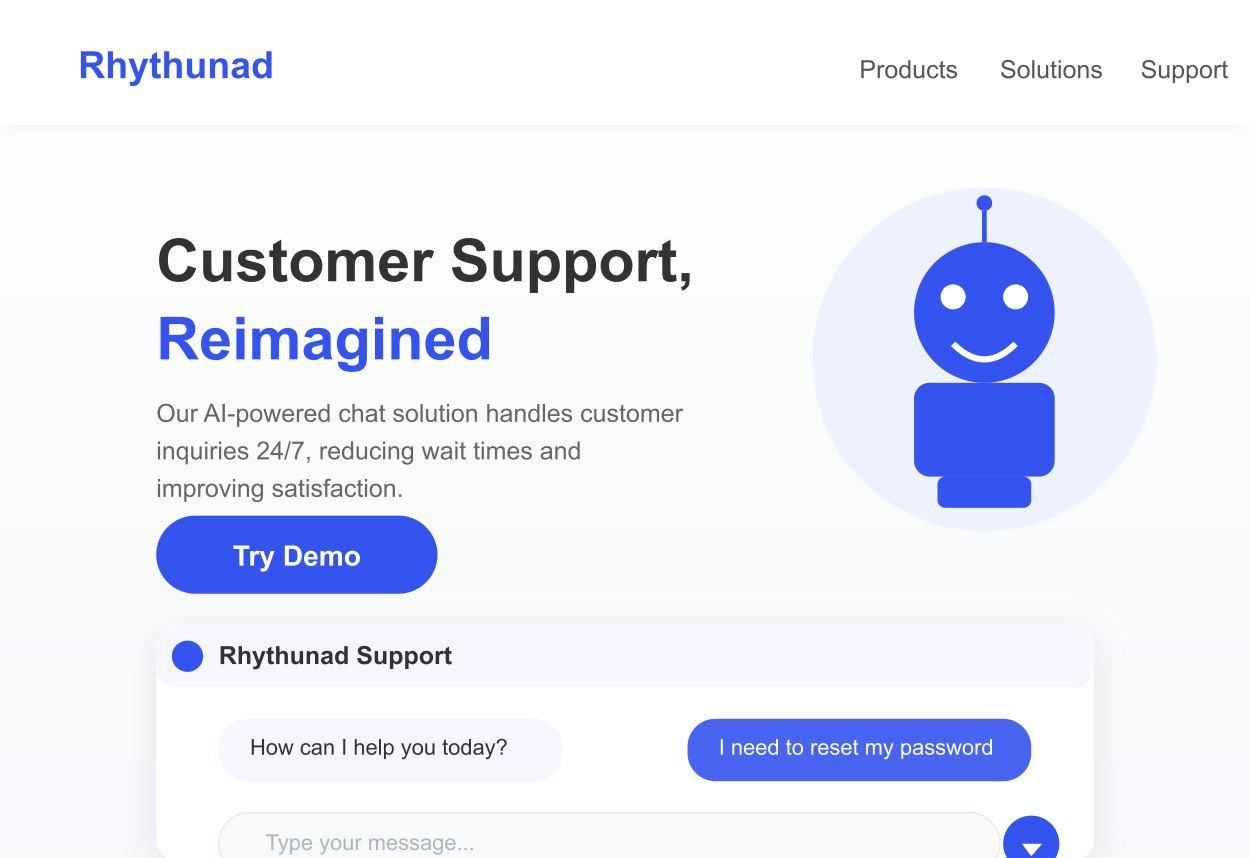 Rhythunad
Products Solutions Support
Customer Support,
Reimagined
Our AI-powered chat solution handles customer
inquiries 24/7, reducing wait times and
improving satisfaction.
Try Demo
Rhythunad Support
How can I help you today?
I need to reset my password
Type your message...